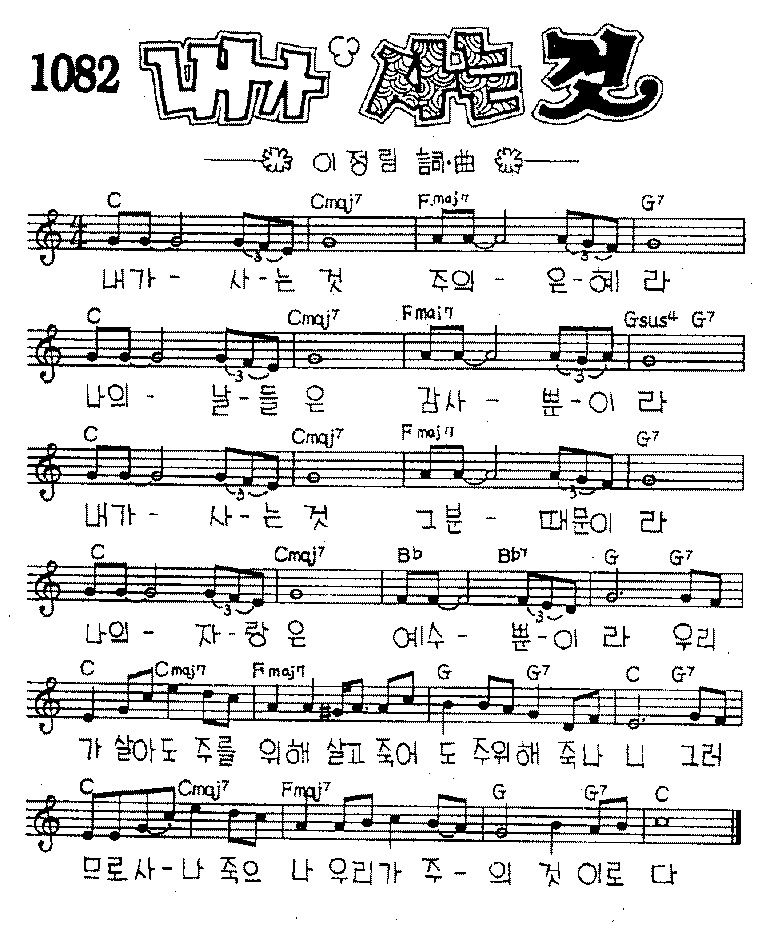 1082 내가 사는 것
이정림 詞·曲
C Cmaj7 F.maj7 G7
내가 - 사-는 것 주의 - 은-혜 라
C Cmaj7 Fmaj7 Gsus4 G7
나의 - 날-들 은 감사 - 뿐-이 라
C Cmaj7 Fmaj7 G7
내가 - 사-는 것 그분 - 때문이 라
C Cmaj7 Bb Bb7 G G7
나의 - 자-랑 은 예수 - 뿐-이 라 우리
C Cmaj7 Fmaj7 G G7 C G7
가 살아도 주를 위해 살고 죽어 도 주위해 죽나 니 그러
C Cmaj7 Fmaj7 G G7 C
므로사-나 죽으 나 우리가 주-의 것 이로 다